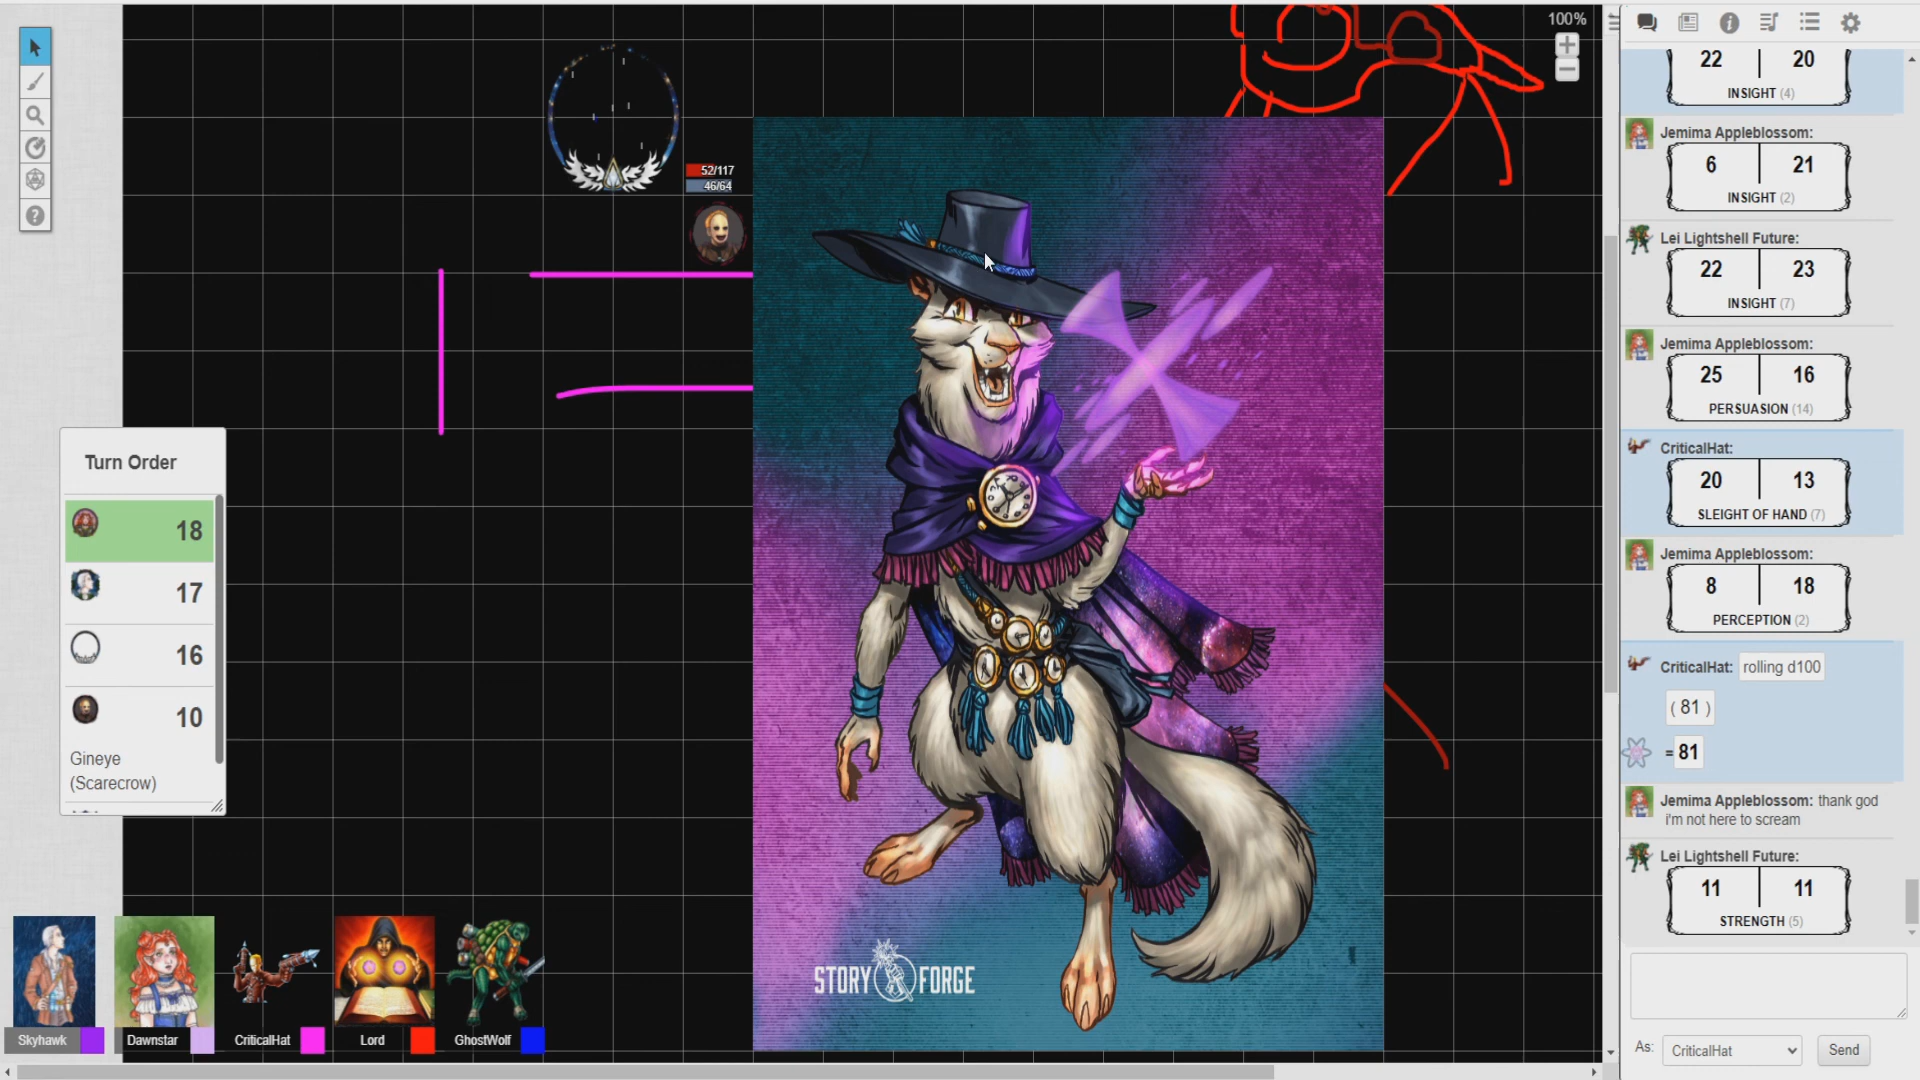 100%
52/117
46/64
Turn Order
18
17
16
10
Gineye
(Scarecrow)
STORY FORGE
Skyhawk
Dawnstar
CriticalHat
Lord
GhostWolf
22 20
INSIGHT (4)
Jemima Appleblossom:
6 21
INSIGHT (2)
Lei Lightshell Future:
22 23
INSIGHT (7)
Jemima Appleblossom:
25 16
PERSUASION (14)
CriticalHat:
20 13
SLEIGHT OF HAND (7)
Jemima Appleblossom:
8 18
PERCEPTION (2)
CriticalHat: rolling d100
( 81 )
= 81
Jemima Appleblossom: thank god
i'm not here to scream
Lei Lightshell Future:
11 11
STRENGTH (5)
As: CriticalHat Send